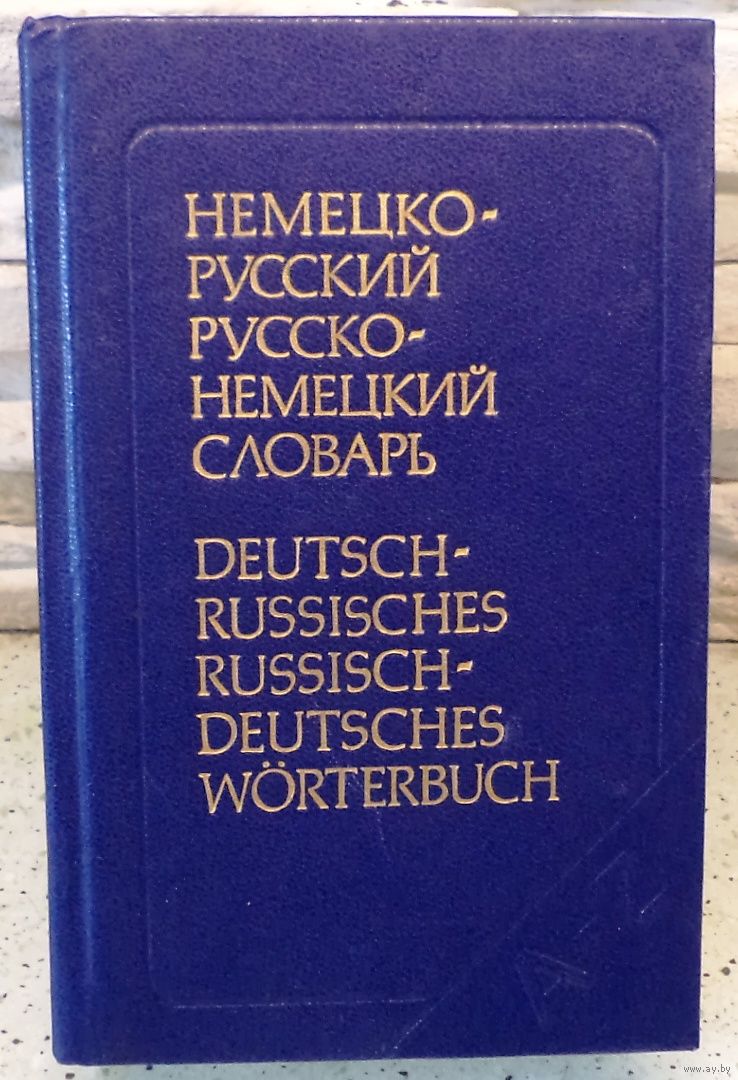 НЕМЕЦКО-
РУССКИЙ
РУССКО-
НЕМЕЦКИЙ
СЛОВАРЬ
DEUTSCH-
RUSSISCHES
RUSSISCH-
DEUTSCHES
WÖRTERBUCH
www.ay.by